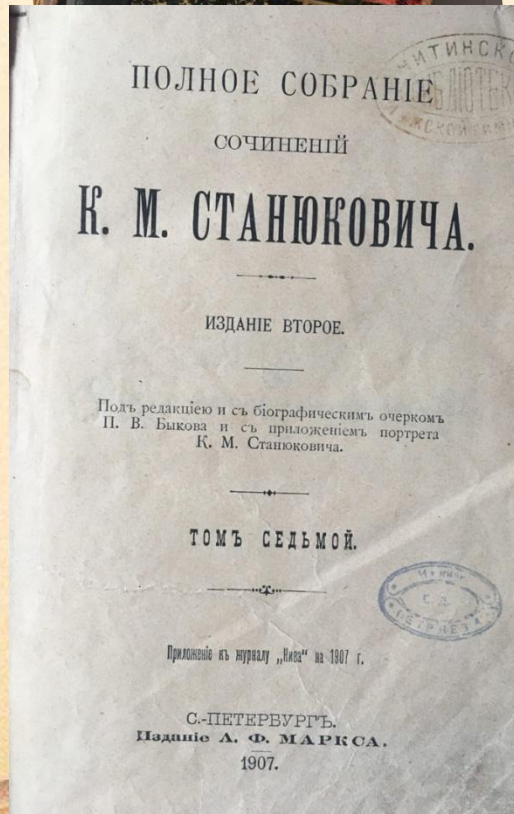 ПОЛНОЕ СОБРАНІЕ
СОЧИНЕНІЙ
К. М. СТАНЮКОВИЧА.
ИЗДАНІЕ ВТОРОЕ.
Подъ редакціею и съ біографическимъ очеркомъ
П. В. Быкова и съ приложеніемъ портрета
К. М. Станюковича.
ТОМЪ СЕДЬМОЙ.
Приложеніе къ журналу „Нива“ на 1907 г.
С.-ПЕТЕРБУРГЪ.
Изданіе А. Ф. МАРКСА.
1907.